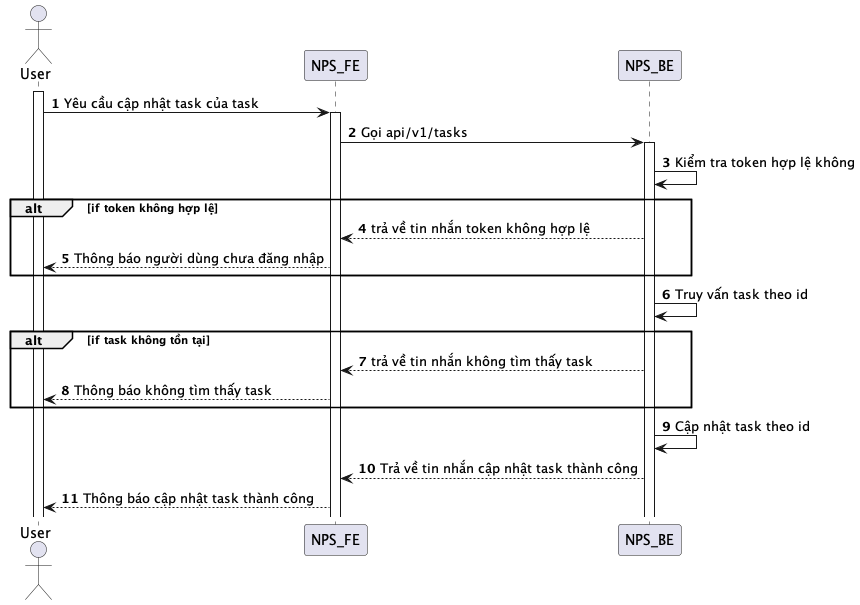 User
NPS_FE
NPS_BE
1 Yêu cầu cập nhật task của task
2 Gọi api/v1/tasks
3 Kiểm tra token hợp lệ không
alt [if token không hợp lệ]
4 trả về tin nhắn token không hợp lệ
5 Thông báo người dùng chưa đăng nhập
6 Truy vấn task theo id
alt [if task không tồn tại]
7 trả về tin nhắn không tìm thấy task
8 Thông báo không tìm thấy task
9 Cập nhật task theo id
10 Trả về tin nhắn cập nhật task thành công
11 Thông báo cập nhật task thành công
User
NPS_FE
NPS_BE